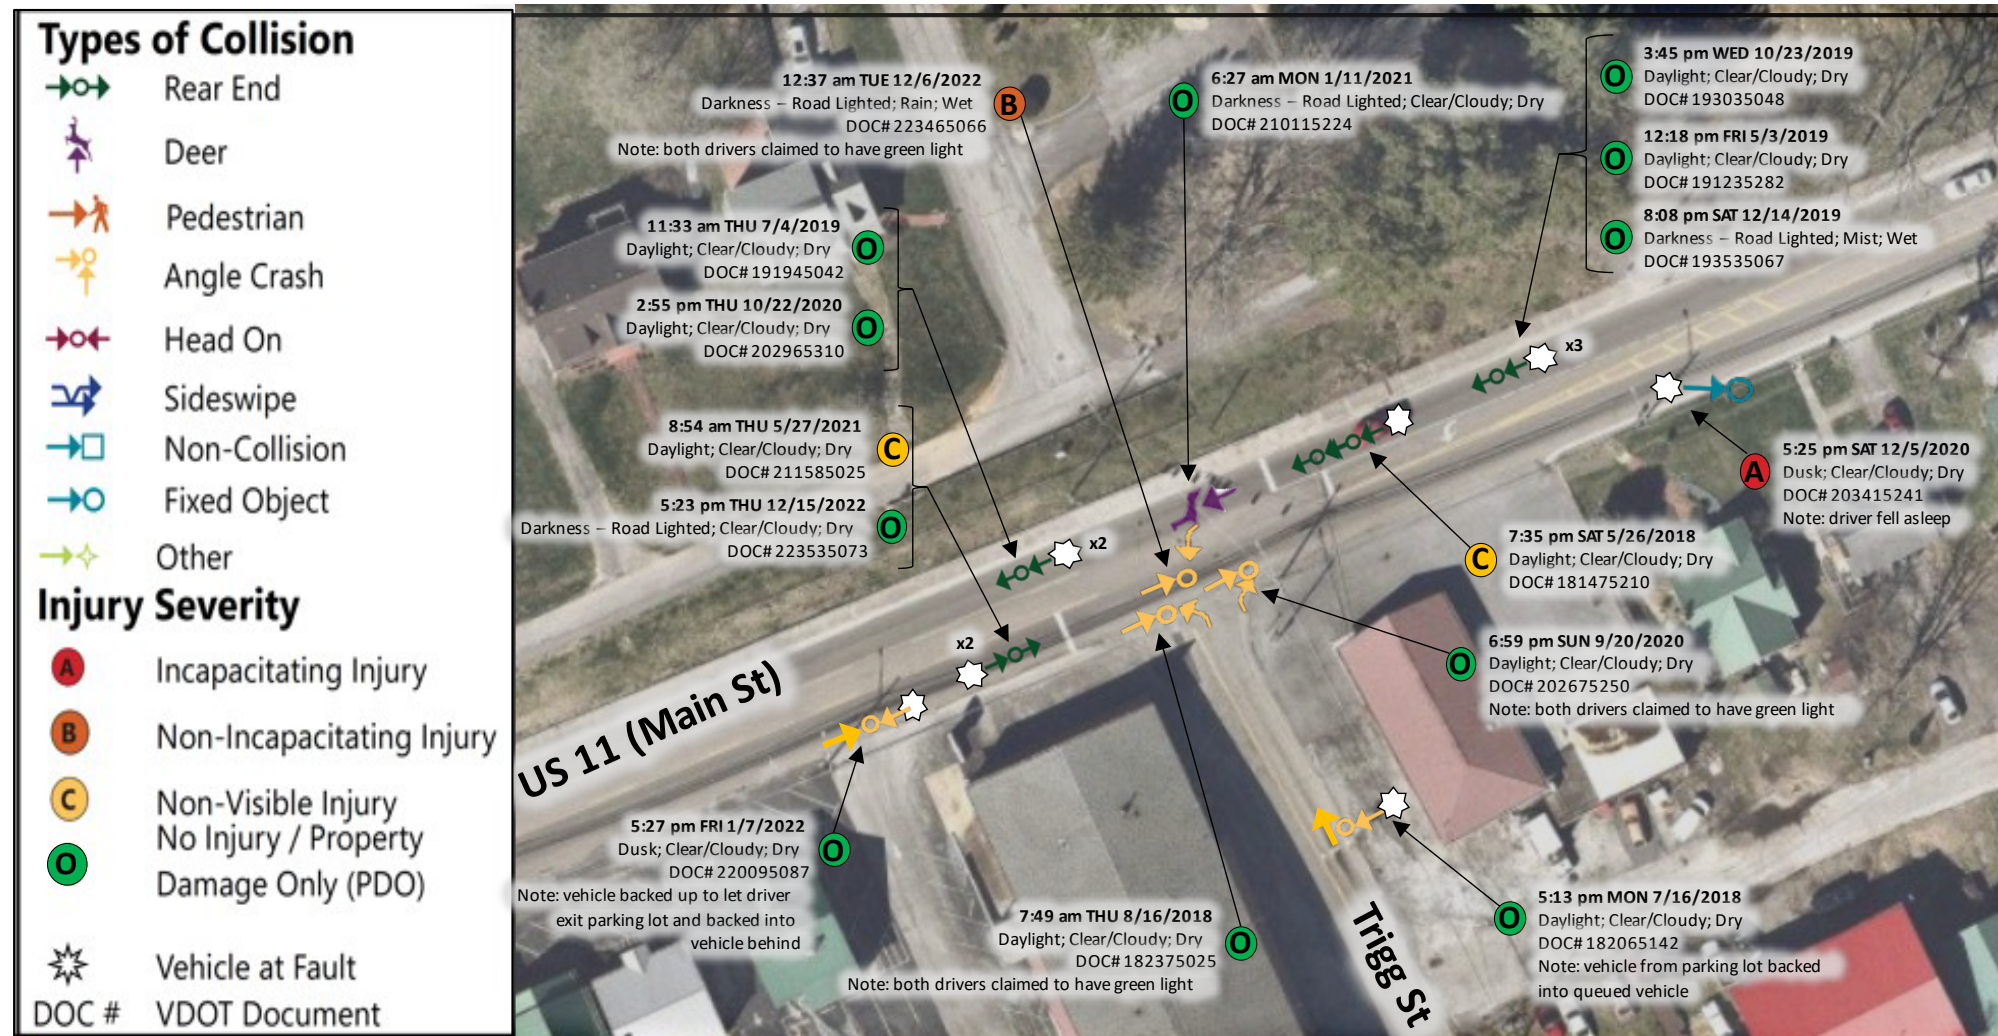 Types of Collision
Rear End
Deer
Pedestrian
Angle Crash
Head On
Sideswipe
Non-Collision
Fixed Object
Other
Injury Severity
A
Incapacitating Injury
B
Non-Incapacitating Injury
C
Non-Visible Injury
O
No Injury / Property
Damage Only (PDO)
Vehicle at Fault
DOC #
VDOT Document
12:37 am TUE 12/6/2022
Darkness – Road Lighted; Rain; Wet
DOC# 223465066
Note: both drivers claimed to have green light
B
O
6:27 am MON 1/11/2021
Darkness – Road Lighted; Clear/Cloudy; Dry
DOC# 210115224
O
3:45 pm WED 10/23/2019
Daylight; Clear/Cloudy; Dry
DOC# 193035048
O
12:18 pm FRI 5/3/2019
Daylight; Clear/Cloudy; Dry
DOC# 191235282
O
8:08 pm SAT 12/14/2019
Darkness – Road Lighted; Mist; Wet
DOC# 193535067
11:33 am THU 7/4/2019
Daylight; Clear/Cloudy; Dry
DOC# 191945042
O
2:55 pm THU 10/22/2020
Daylight; Clear/Cloudy; Dry
DOC# 202965310
O
x3
8:54 am THU 5/27/2021
Daylight; Clear/Cloudy; Dry
DOC# 211585025
C
5:23 pm THU 12/15/2022
Darkness – Road Lighted; Clear/Cloudy; Dry
DOC# 223535073
O
A
5:25 pm SAT 12/5/2020
Dusk; Clear/Cloudy; Dry
DOC# 203415241
Note: driver fell asleep
x2
C
7:35 pm SAT 5/26/2018
Daylight; Clear/Cloudy; Dry
DOC# 181475210
x2
O
6:59 pm SUN 9/20/2020
Daylight; Clear/Cloudy; Dry
DOC# 202675250
Note: both drivers claimed to have green light
US 11 (Main St)
5:27 pm FRI 1/7/2022
Dusk; Clear/Cloudy; Dry
DOC# 220095087
Note: vehicle backed up to let driver
exit parking lot and backed into
vehicle behind
O
7:49 am THU 8/16/2018
Daylight; Clear/Cloudy; Dry
DOC# 182375025
Note: both drivers claimed to have green light
O
Trigg St
O
5:13 pm MON 7/16/2018
Daylight; Clear/Cloudy; Dry
DOC# 182065142
Note: vehicle from parking lot backed
into queued vehicle